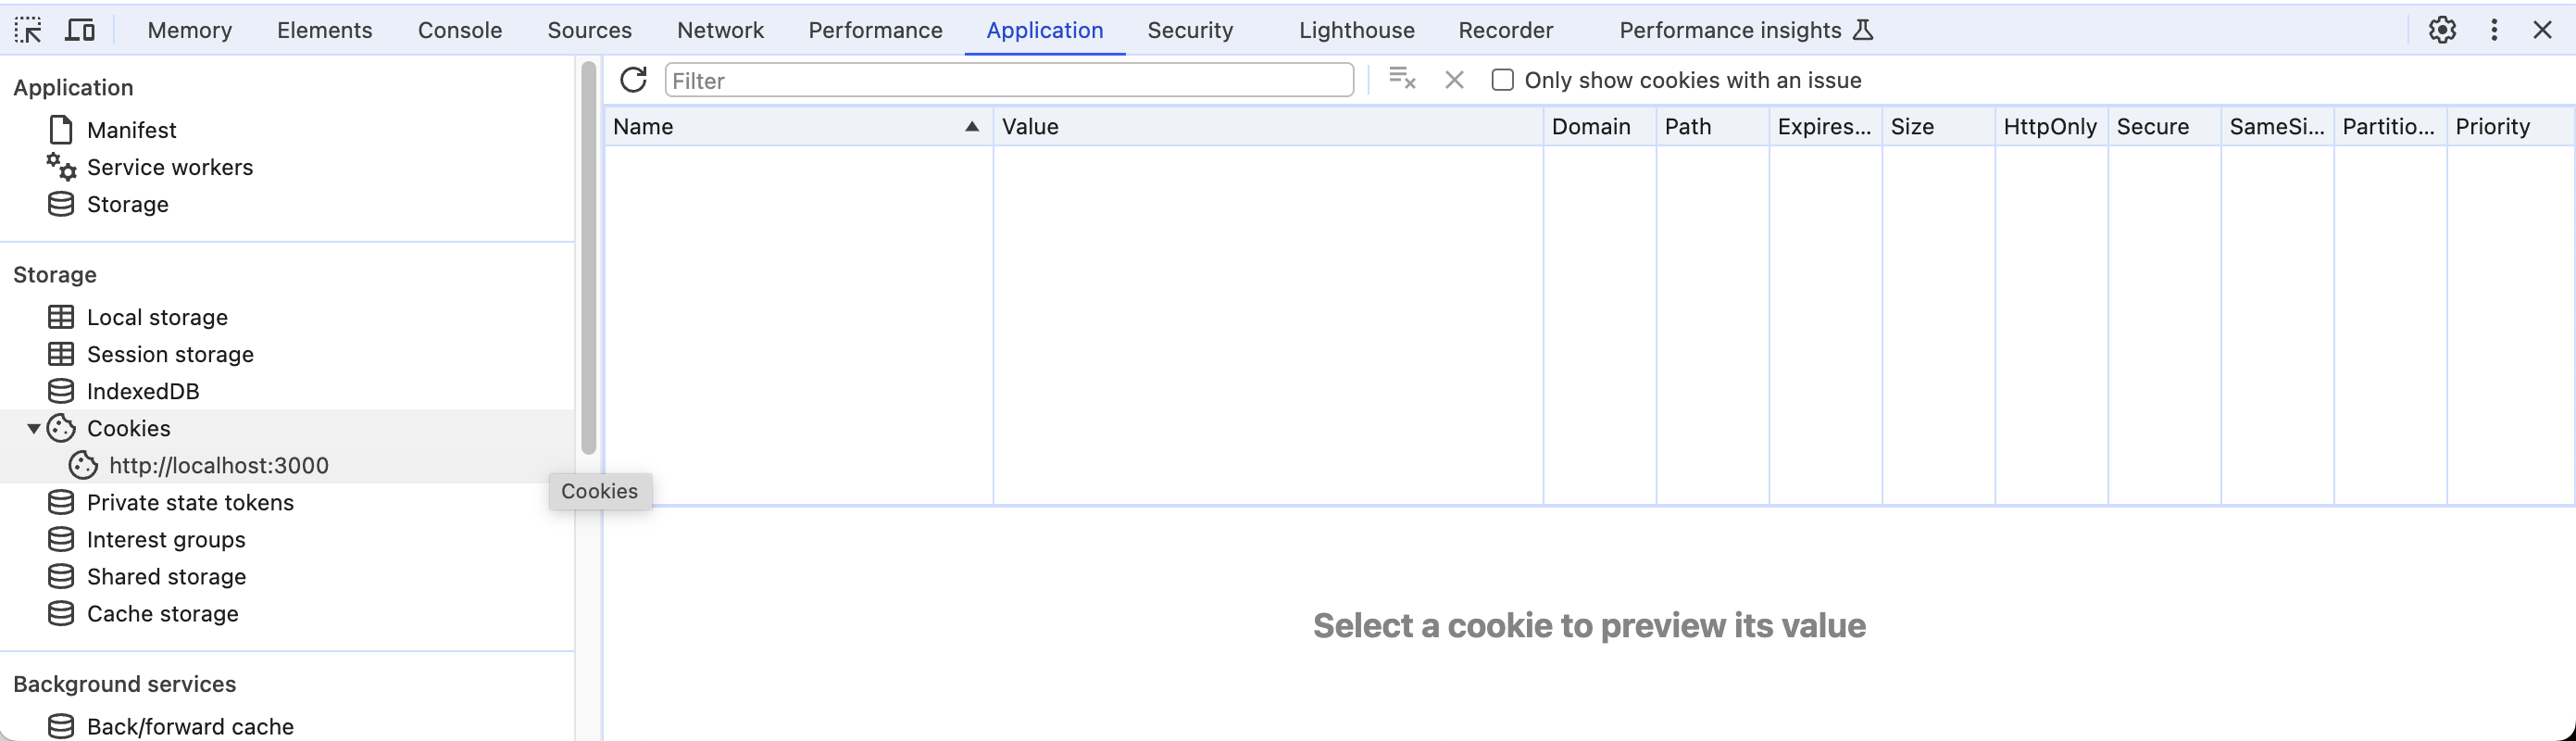 Memory Elements Console Sources Network Performance Application Security Lighthouse Recorder Performance insights
Application
Manifest
Service workers
Storage
Storage
Local storage
Session storage
IndexedDB
Cookies
http://localhost:3000
Private state tokens
Interest groups
Shared storage
Cache storage
Background services
Back/forward cache
Cookies
Filter
Only show cookies with an issue
Name Value Domain Path Expires... Size HttpOnly Secure SameSi... Partitio... Priority
Select a cookie to preview its value